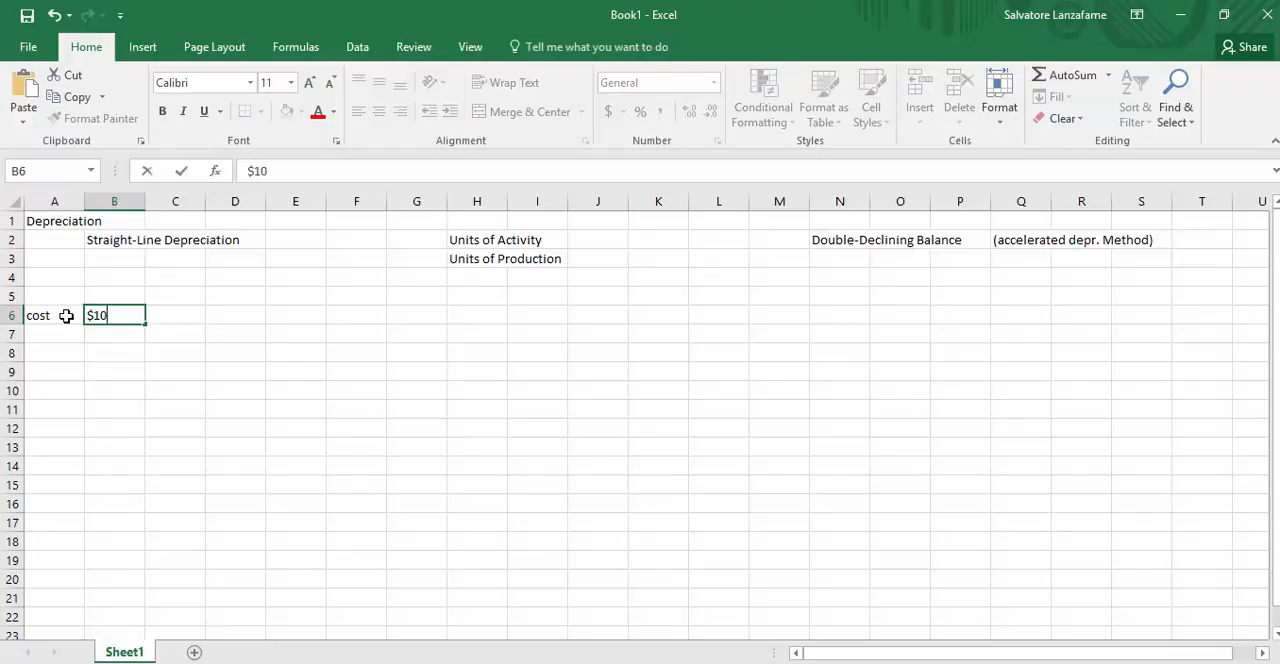 Book1 - Excel
Salvatore Lanzafame
File
Home
Insert
Page Layout
Formulas
Data
Review
View
Tell me what you want to do
Share
Paste
Cut
Copy
Format Painter
Clipboard
Calibri
11
A A
B I U A
Font
Wrap Text
Merge & Center
Alignment
General
$ % , .00 .0
Number
Conditional Formatting
Format as Table
Cell Styles
Styles
Insert
Delete
Format
Cells
AutoSum
Fill
Clear
Sort & Filter
Find & Select
Editing
B6
fx
$10
A B C D E F G H I J K L M N O P Q R S T U
1 Depreciation
2 Straight-Line Depreciation Units of Activity Double-Declining Balance (accelerated depr. Method)
3 Units of Production
4
5
6 cost $10
7
8
9
10
11
12
13
14
15
16
17
18
19
20
21
22
23
Sheet1